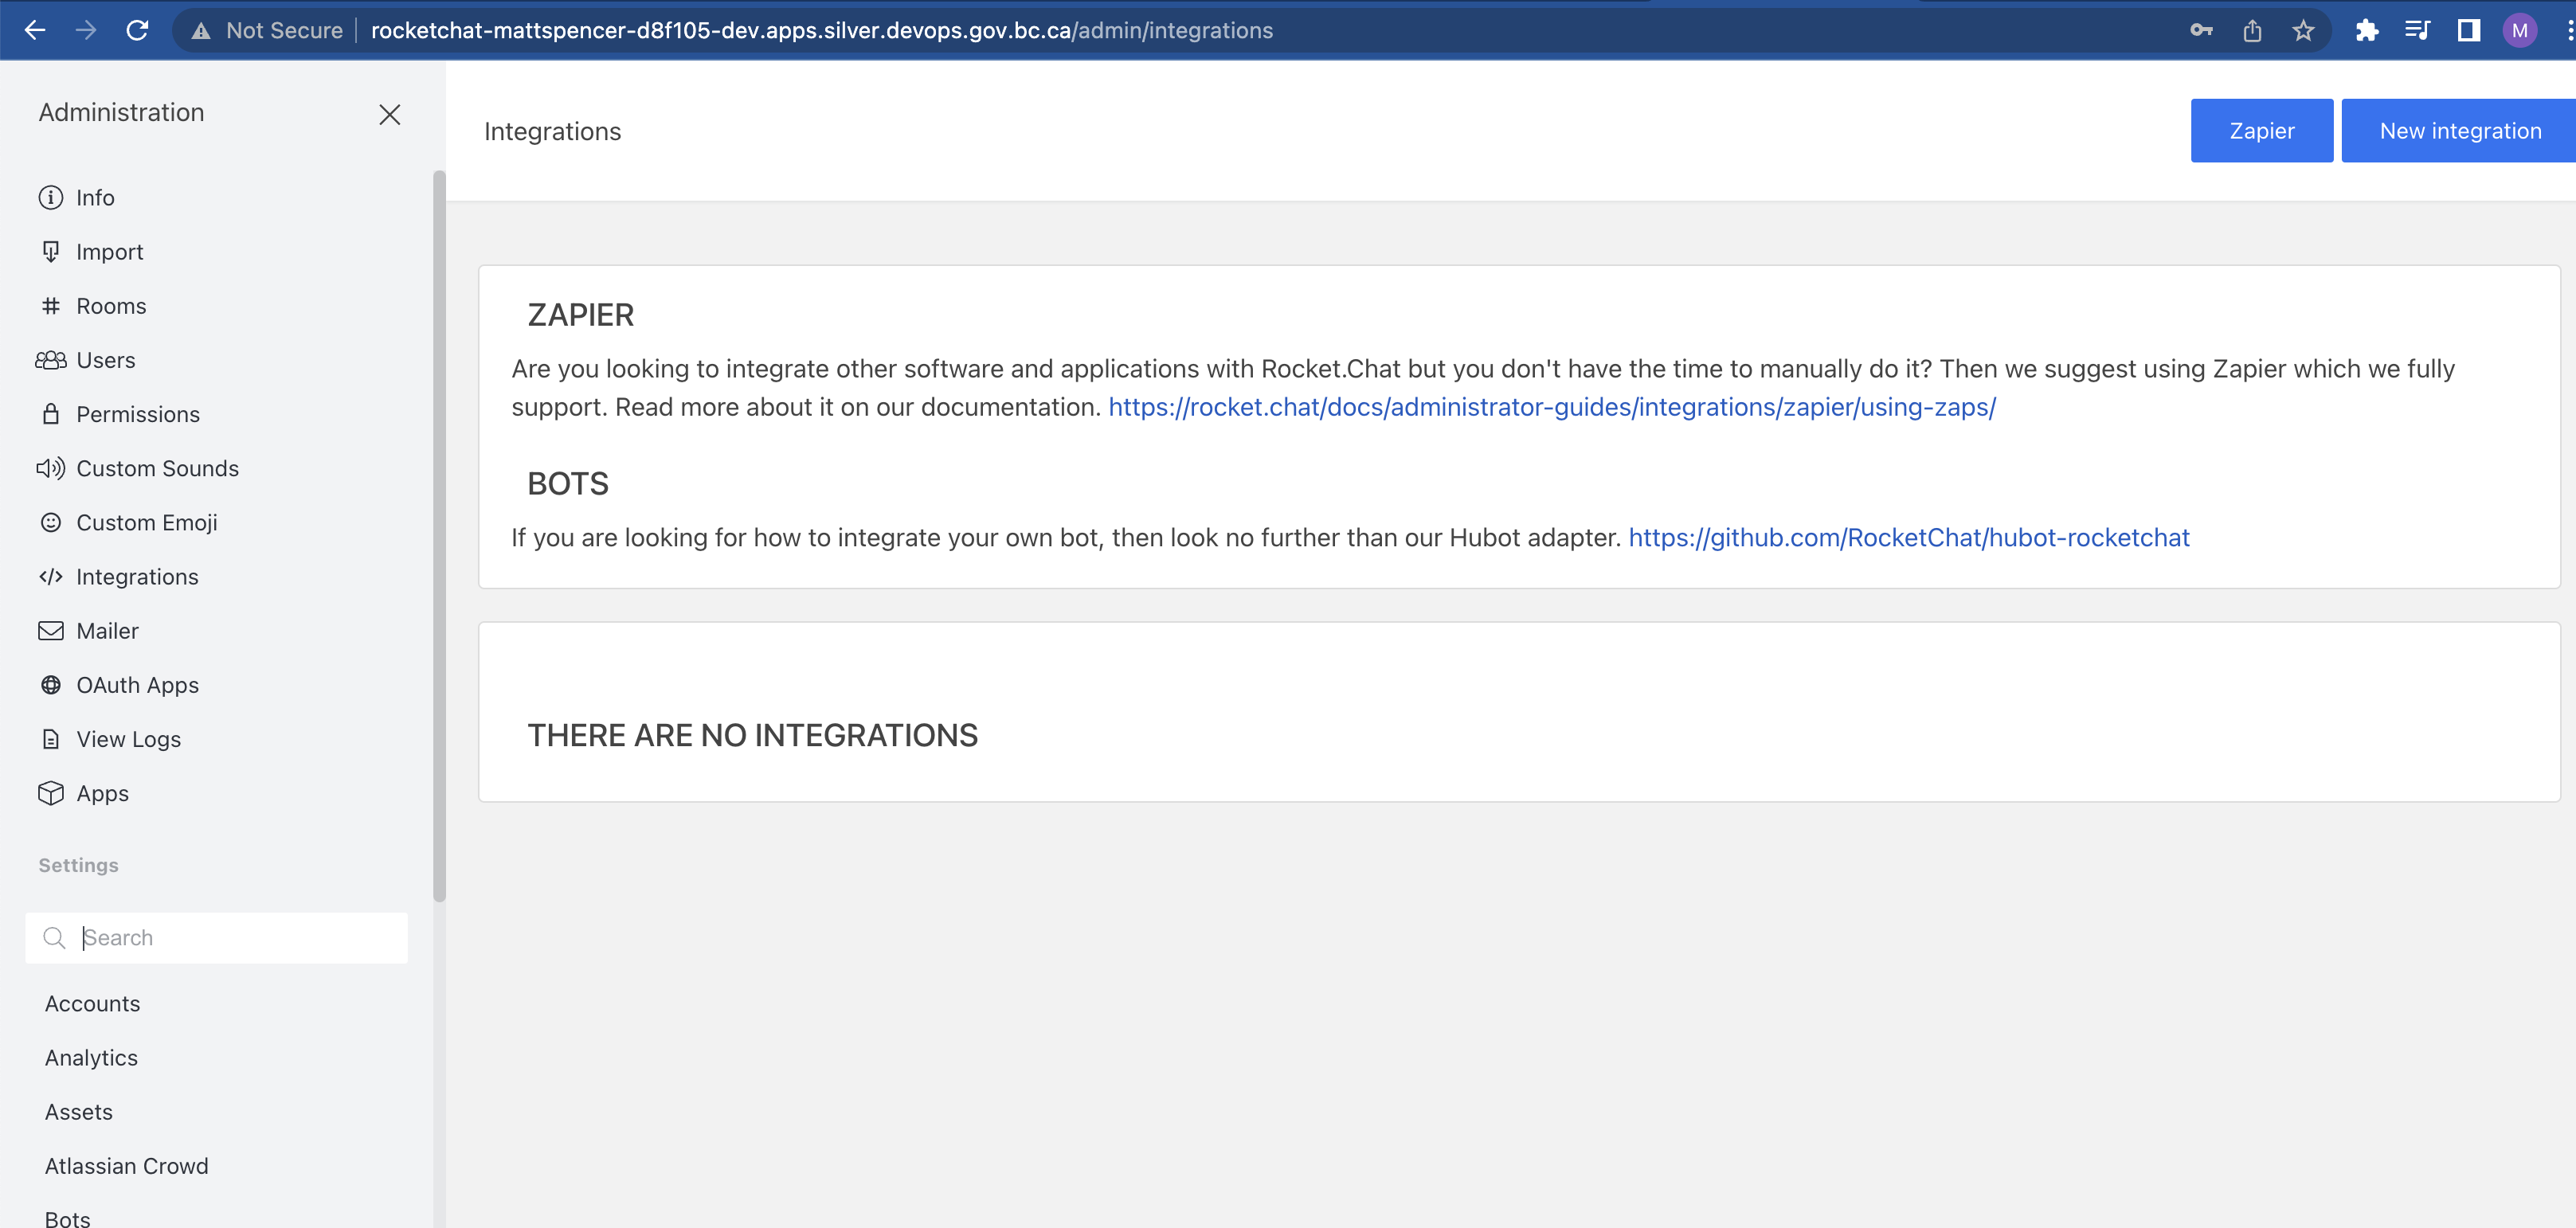 Not Secure rocketchat-mattspencer-d8f105-dev.apps.silver.devops.gov.bc.ca/admin/integrations
M
Administration
Info
Import
Rooms
Users
Permissions
Custom Sounds
Custom Emoji
Integrations
Mailer
OAuth Apps
View Logs
Apps
Settings
Search
Accounts
Analytics
Assets
Atlassian Crowd
Bots
Integrations
Zapier
New integration
ZAPIER
Are you looking to integrate other software and applications with Rocket.Chat but you don't have the time to manually do it? Then we suggest using Zapier which we fully
support. Read more about it on our documentation. https://rocket.chat/docs/administrator-guides/integrations/zapier/using-zaps/
BOTS
If you are looking for how to integrate your own bot, then look no further than our Hubot adapter. https://github.com/RocketChat/hubot-rocketchat
THERE ARE NO INTEGRATIONS